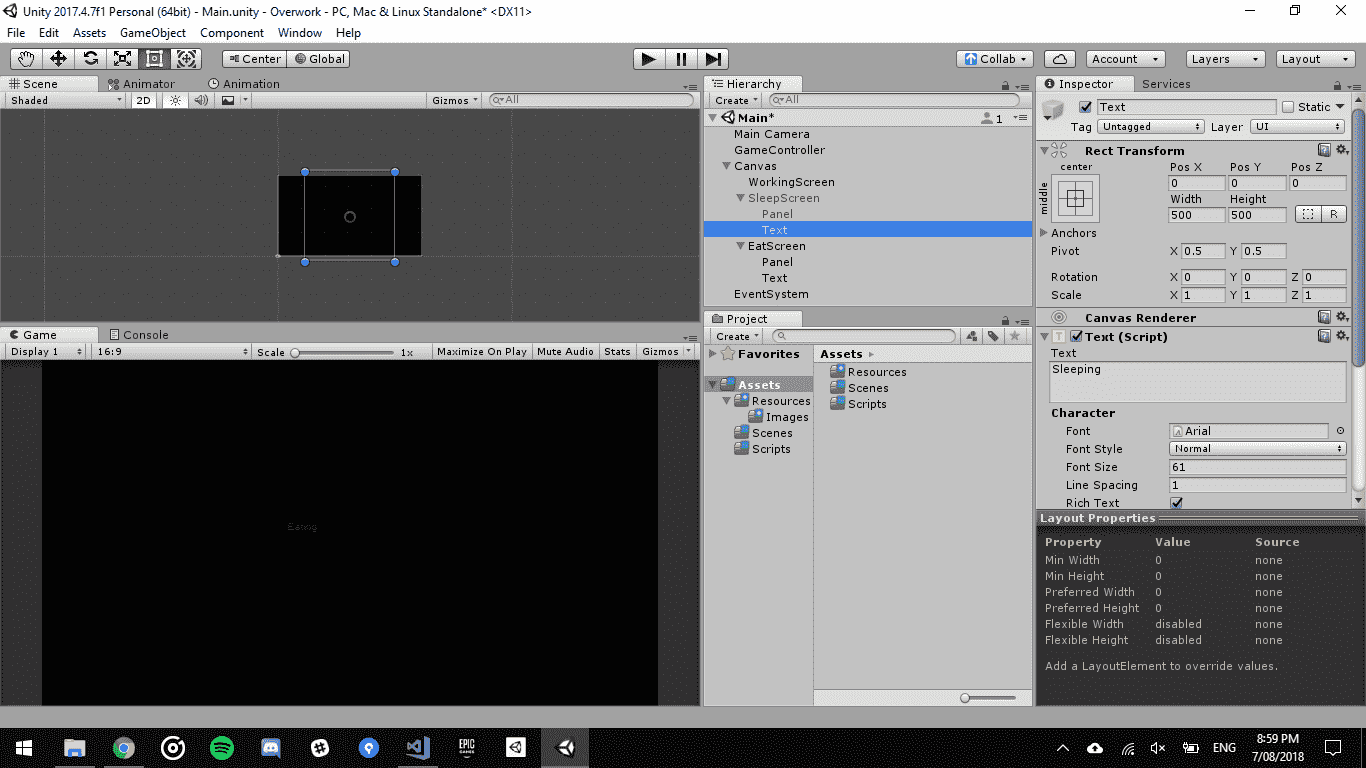 Unity 2017.4.7f1 Personal (64bit) - Main.unity - Overwork - PC, Mac & Linux Standalone* <DX11>
File Edit Assets GameObject Component Window Help
Center Global Collab Account Layers Layout
Scene Animator Animation
Shaded 2D Gizmos All
Hierarchy
Create All
Main* 1
Main Camera
GameController
Canvas
WorkingScreen
SleepScreen
Panel
Text
EatScreen
Panel
Text
EventSystem
Inspector Services
Text Static
Tag Untagged Layer UI
Rect Transform
center Pos X Pos Y Pos Z
middle 0 0 0
Width Height
500 500 R
Anchors
Pivot X 0.5 Y 0.5
Rotation X 0 Y 0 Z 0
Scale X 1 Y 1 Z 1
Canvas Renderer
Text (Script)
Text
Sleeping
Character
Font Arial
Font Style Normal
Font Size 61
Line Spacing 1
Rich Text
Layout Properties
Property Value Source
Min Width 0 none
Min Height 0 none
Preferred Width 0 none
Preferred Height 0 none
Flexible Width disabled none
Flexible Height disabled none
Add a LayoutElement to override values.
Game Console
Display 1 16:9 Scale 1x Maximize On Play Mute Audio Stats Gizmos
Eating
Project
Create
Favorites
Assets
Resources
Images
Scenes
Scripts
Assets
Resources
Scenes
Scripts
EPIC GAMES
ENG
8:59 PM
7/08/2018